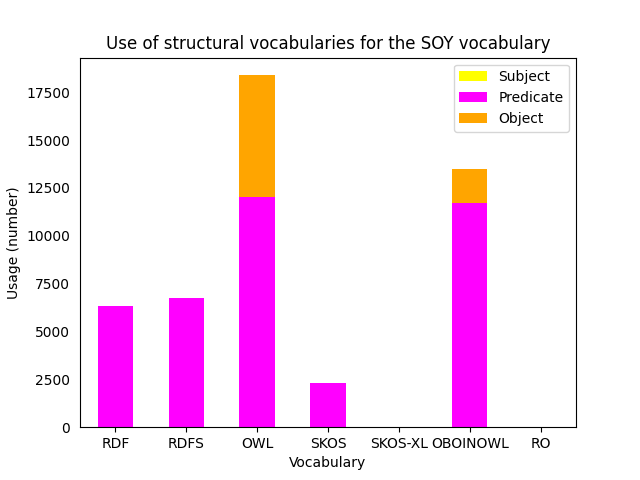 Use of structural vocabularies for the SOY vocabulary
Subject
Predicate
Object
Usage (number)
17500
15000
12500
10000
7500
5000
2500
0
RDF RDFS OWL SKOS SKOS-XL OBOINOWL RO
Vocabulary